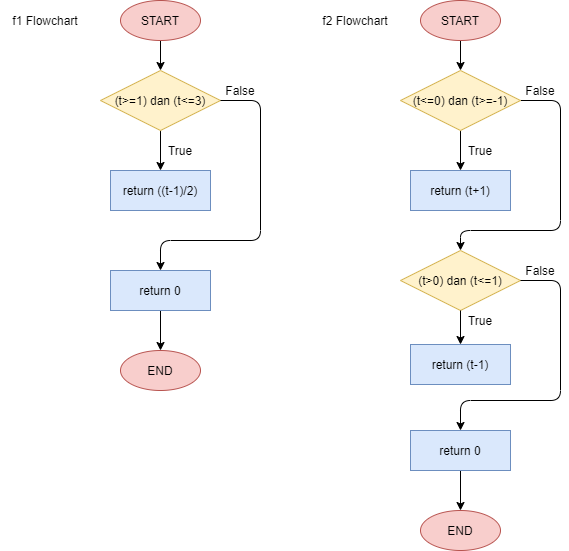 f1 Flowchart
START
(t>=1) dan (t<=3)
False
True
return ((t-1)/2)
return 0
END
f2 Flowchart
START
(t<=0) dan (t>=-1)
False
True
return (t+1)
(t>0) dan (t<=1)
False
True
return (t-1)
return 0
END